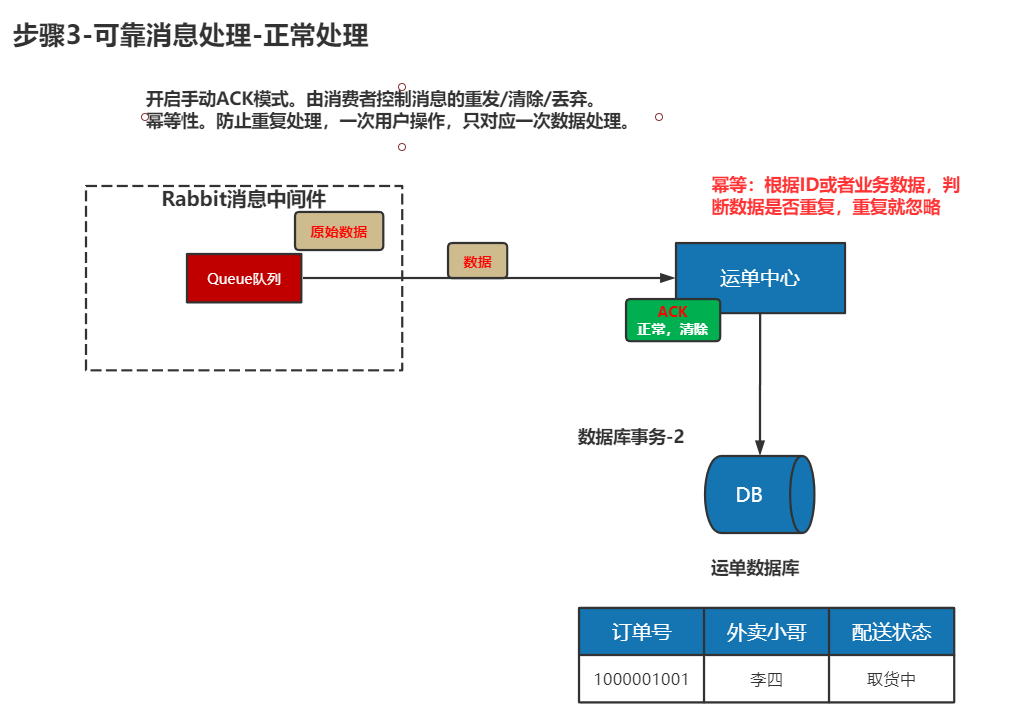 步骤3-可靠消息处理-正常处理
开启手动ACK模式。由消费者控制消息的重发/清除/丢弃。
幂等性。防止重复处理，一次用户操作，只对应一次数据处理。
幂等：根据ID或者业务数据，判
断数据是否重复，重复就忽略
Rabbit消息中间件
原始数据
数据
Queue队列
运单中心
ACK
正常，清除
数据库事务-2
DB
运单数据库
订单号 外卖小哥 配送状态
1000001001 李四 取货中